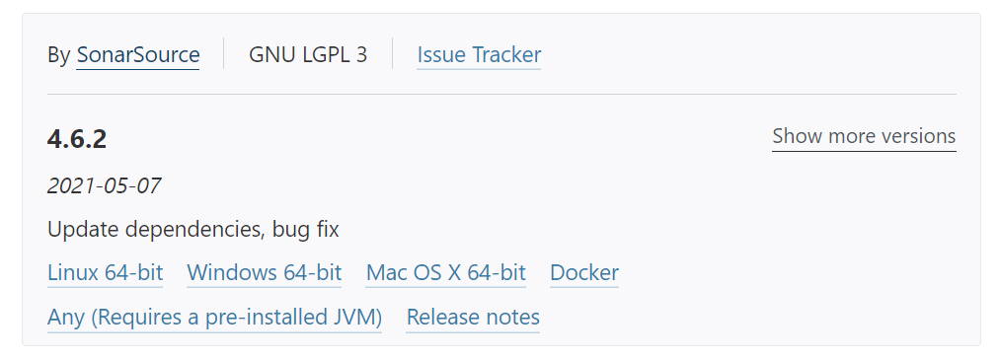 By SonarSource GNU LGPL 3 Issue Tracker
4.6.2 Show more versions
2021-05-07
Update dependencies, bug fix
Linux 64-bit Windows 64-bit Mac OS X 64-bit Docker
Any (Requires a pre-installed JVM) Release notes